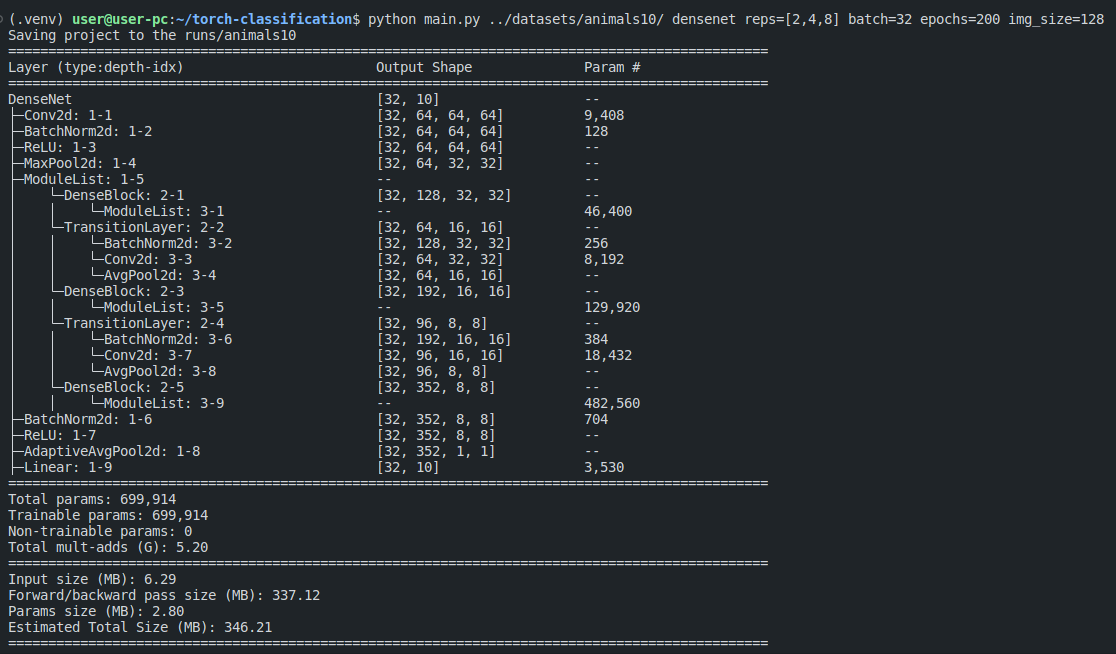 (.venv) user@user-pc:~/torch-classification$ python main.py ../datasets/animals10/ densenet reps=[2,4,8] batch=32 epochs=200 img_size=128
Saving project to the runs/animals10
===============================================================================================
Layer (type:depth-idx)                        Output Shape              Param #
===============================================================================================
DenseNet                                      [32, 10]                  --
├─Conv2d: 1-1                                 [32, 64, 64, 64]          9,408
├─BatchNorm2d: 1-2                            [32, 64, 64, 64]          128
├─ReLU: 1-3                                   [32, 64, 64, 64]          --
├─MaxPool2d: 1-4                              [32, 64, 32, 32]          --
├─ModuleList: 1-5                             --                        --
│    └─DenseBlock: 2-1                        [32, 128, 32, 32]         --
│    │    └─ModuleList: 3-1                   --                        46,400
│    └─TransitionLayer: 2-2                   [32, 64, 16, 16]          --
│    │    └─BatchNorm2d: 3-2                  [32, 128, 32, 32]         256
│    │    └─Conv2d: 3-3                       [32, 64, 32, 32]          8,192
│    │    └─AvgPool2d: 3-4                    [32, 64, 16, 16]          --
│    └─DenseBlock: 2-3                        [32, 192, 16, 16]         --
│    │    └─ModuleList: 3-5                   --                        129,920
│    └─TransitionLayer: 2-4                   [32, 96, 8, 8]            --
│    │    └─BatchNorm2d: 3-6                  [32, 192, 16, 16]         384
│    │    └─Conv2d: 3-7                       [32, 96, 16, 16]          18,432
│    │    └─AvgPool2d: 3-8                    [32, 96, 8, 8]            --
│    └─DenseBlock: 2-5                        [32, 352, 8, 8]           --
│    │    └─ModuleList: 3-9                   --                        482,560
├─BatchNorm2d: 1-6                            [32, 352, 8, 8]           704
├─ReLU: 1-7                                   [32, 352, 8, 8]           --
├─AdaptiveAvgPool2d: 1-8                      [32, 352, 1, 1]           --
├─Linear: 1-9                                 [32, 10]                  3,530
===============================================================================================
Total params: 699,914
Trainable params: 699,914
Non-trainable params: 0
Total mult-adds (G): 5.20
===============================================================================================
Input size (MB): 6.29
Forward/backward pass size (MB): 337.12
Params size (MB): 2.80
Estimated Total Size (MB): 346.21
===============================================================================================